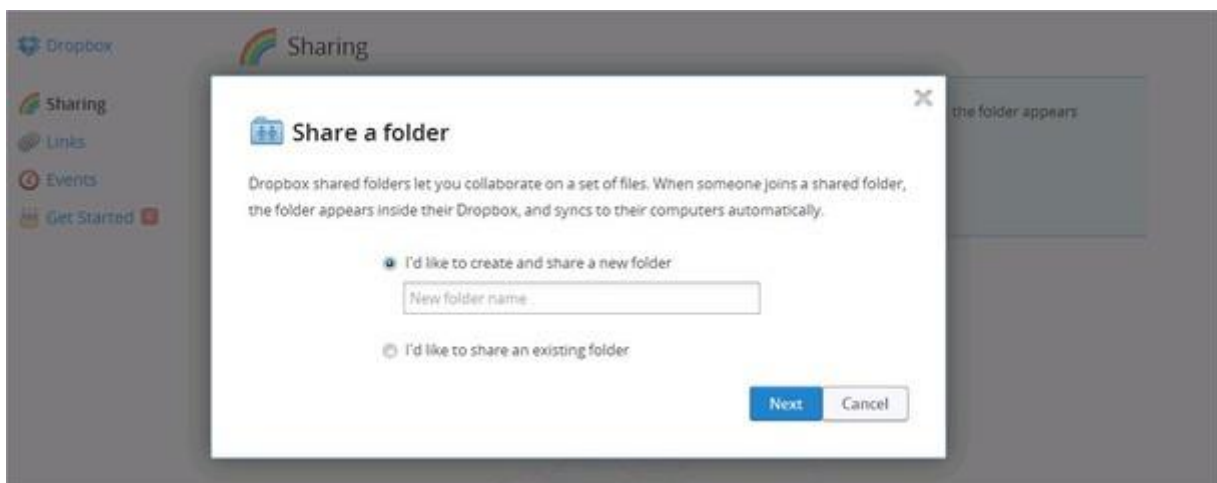 Dropbox
Sharing
Sharing
Links
Events
Get Started
the folder appears
Share a folder
Dropbox shared folders let you collaborate on a set of files. When someone joins a shared folder,
the folder appears inside their Dropbox, and syncs to their computers automatically.
I'd like to create and share a new folder
New folder name
I'd like to share an existing folder
Next
Cancel